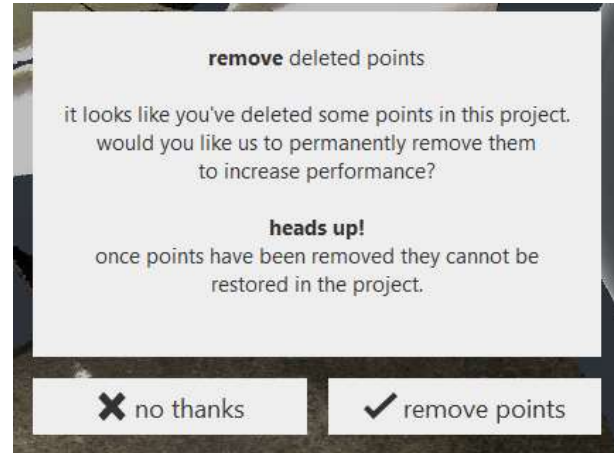 remove deleted points
it looks like you've deleted some points in this project.
would you like us to permanently remove them
to increase performance?
heads up!
once points have been removed they cannot be
restored in the project.
no thanks
remove points